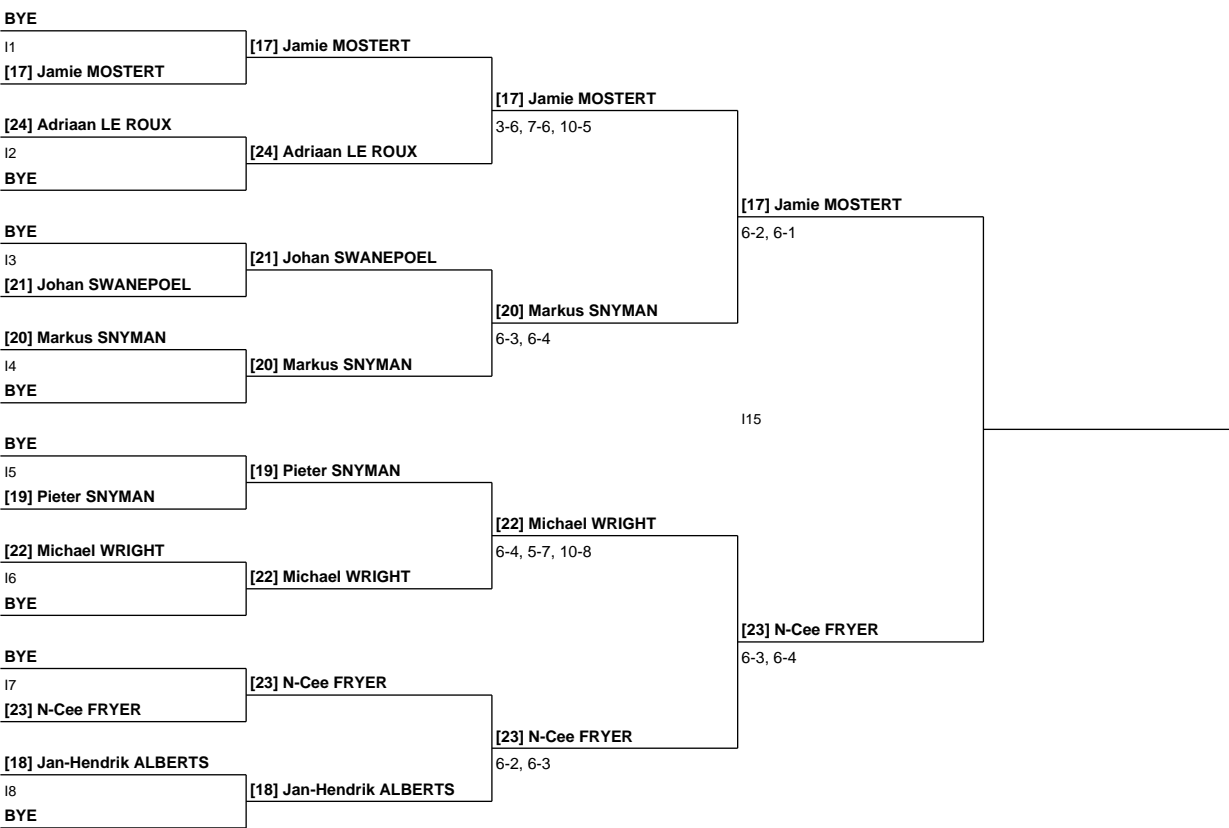 BYE
I1
[17] Jamie MOSTERT
[24] Adriaan LE ROUX
I2
BYE
BYE
I3
[21] Johan SWANEPOEL
[20] Markus SNYMAN
I4
BYE
BYE
I5
[19] Pieter SNYMAN
[22] Michael WRIGHT
I6
BYE
BYE
I7
[23] N-Cee FRYER
[18] Jan-Hendrik ALBERTS
I8
BYE
[17] Jamie MOSTERT
[24] Adriaan LE ROUX
[21] Johan SWANEPOEL
[20] Markus SNYMAN
[19] Pieter SNYMAN
[22] Michael WRIGHT
[23] N-Cee FRYER
[18] Jan-Hendrik ALBERTS
[17] Jamie MOSTERT
3-6, 7-6, 10-5
[20] Markus SNYMAN
6-3, 6-4
[22] Michael WRIGHT
6-4, 5-7, 10-8
[23] N-Cee FRYER
6-2, 6-3
[17] Jamie MOSTERT
6-2, 6-1
I15
[23] N-Cee FRYER
6-3, 6-4